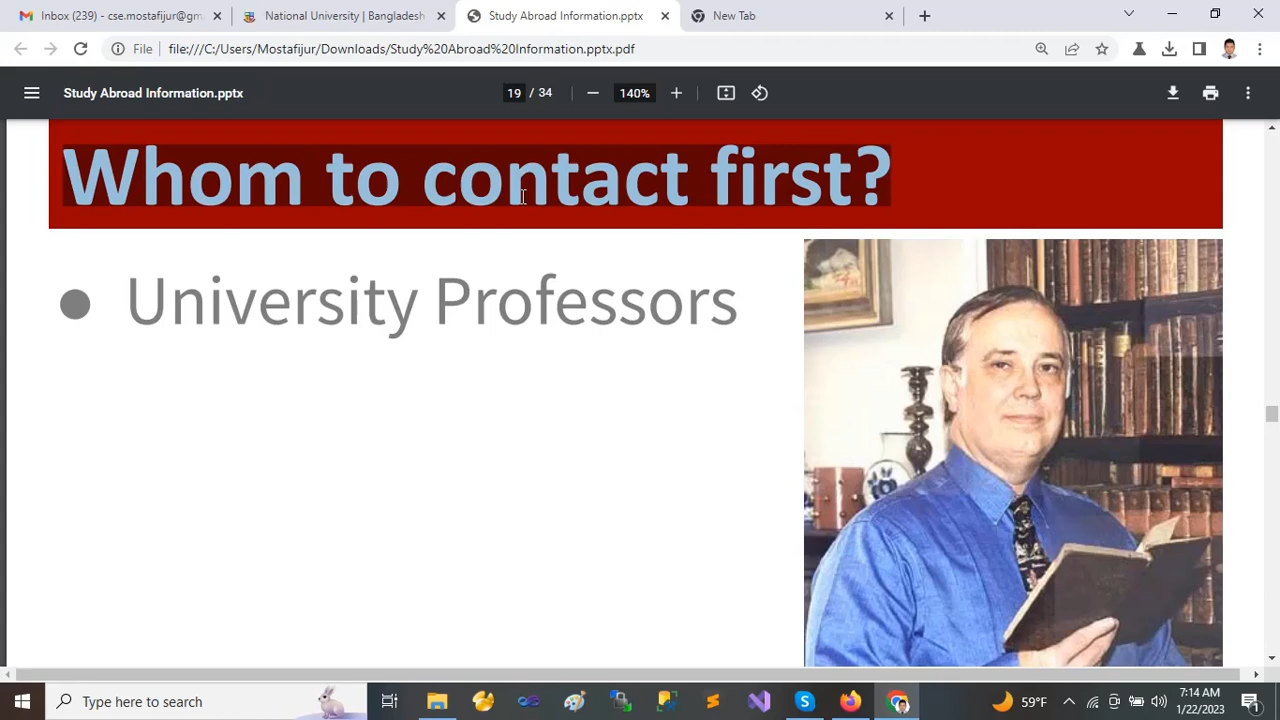 Inbox (239) - cse.mostafijur@gm
National University | Bangladesh
Study Abroad Information.pptx
New Tab
File
file:///C:/Users/Mostafijur/Downloads/Study%20Abroad%20Information.pptx.pdf
Study Abroad Information.pptx
19 / 34
140%
Whom to contact first?
● University Professors
Type here to search
59°F
7:14 AM
1/22/2023
1